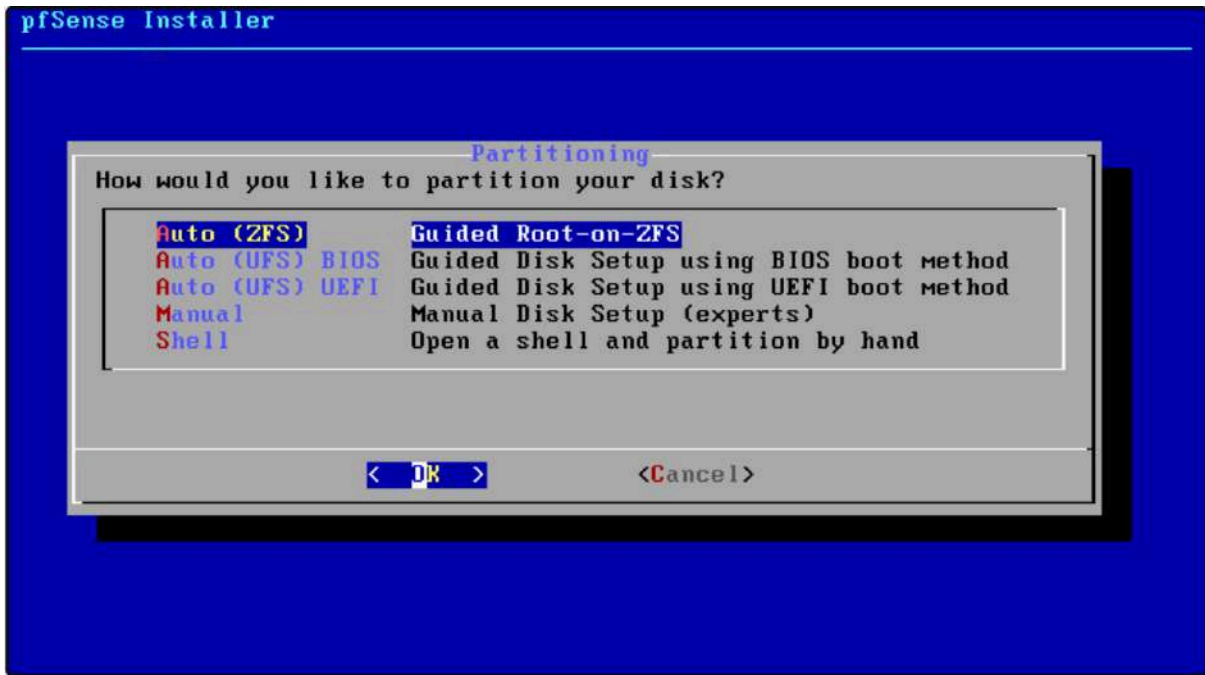 pfSense Installer
Partitioning
How would you like to partition your disk?
Auto (ZFS) Guided Root-on-ZFS
Auto (UFS) BIOS Guided Disk Setup using BIOS boot method
Auto (UFS) UEFI Guided Disk Setup using UEFI boot method
Manual Manual Disk Setup (experts)
Shell Open a shell and partition by hand
< OK > <Cancel>